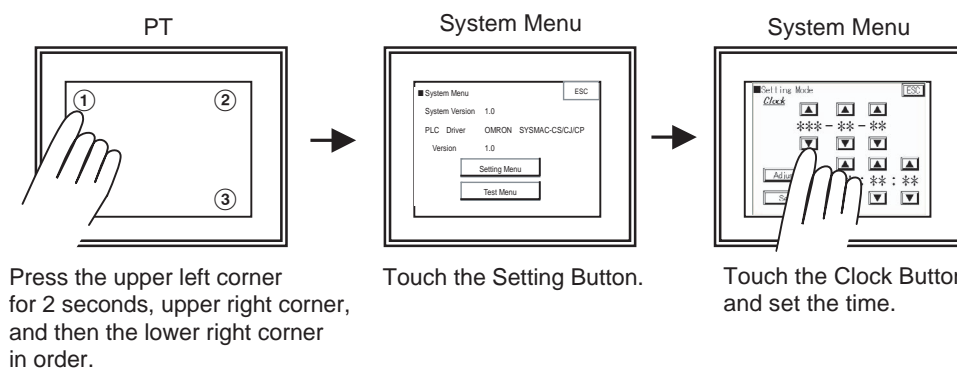 PT
①
②
③
Press the upper left corner
for 2 seconds, upper right corner,
and then the lower right corner
in order.
System Menu
■ System Menu
ESC
System Version 1.0
PLC Driver OMRON SYSMAC-CS/CJ/CP
Version 1.0
Setting Menu
Test Menu
Touch the Setting Button.
System Menu
■Setting Mode
ESC
Clock
***-**-**
:**:**
Touch the Clock Button
and set the time.